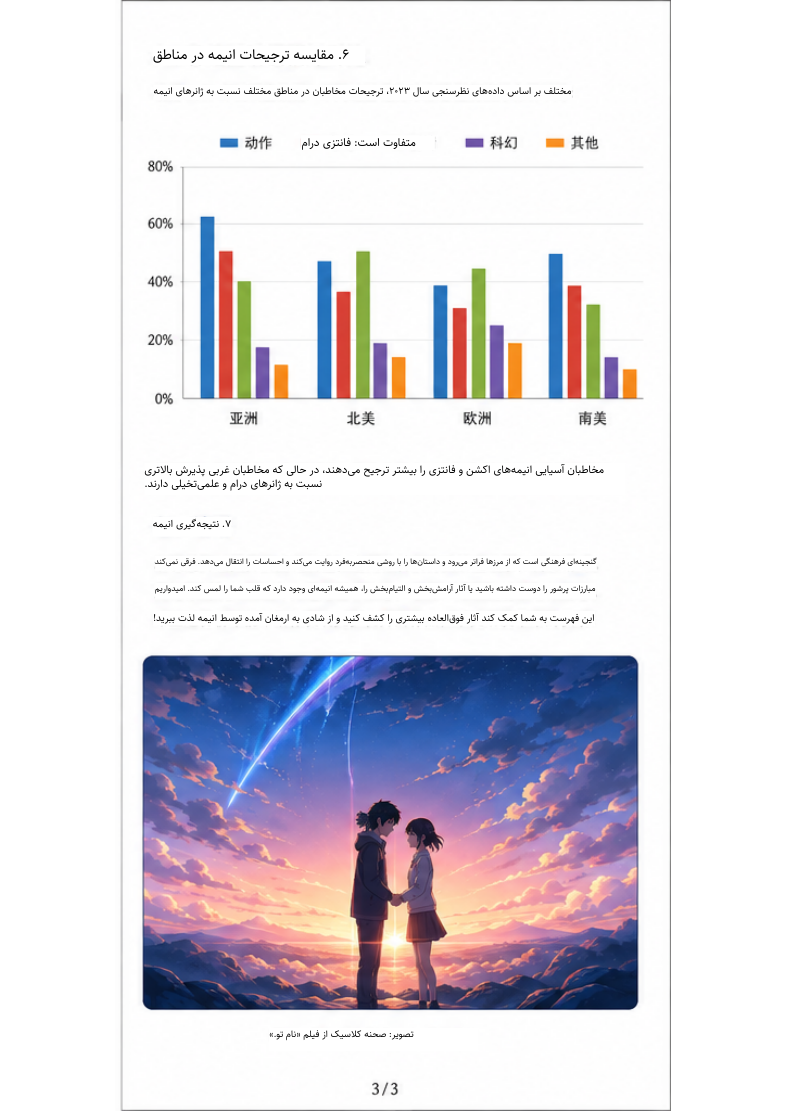 ۶. مقایسه ترجیحات انیمه در مناطق
مختلف بر اساس داده‌های نظرسنجی سال ۲۰۲۳، ترجیحات مخاطبان در مناطق مختلف نسبت به ژانرهای انیمه
动作 متفاوت است: فانتزی درام 科幻 其他
80%
60%
40%
20%
0%
亚洲 北美 欧洲 南美
مخاطبان آسیایی انیمه‌های اکشن و فانتزی را بیشتر ترجیح می‌دهند، در حالی که مخاطبان غربی پذیرش بالاتری
نسبت به ژانرهای درام و علمی‌تخیلی دارند.
۷. نتیجه‌گیری انیمه
گنجینه‌ای فرهنگی است که از مرزها فراتر می‌رود و داستان‌ها را با روشی منحصربه‌فرد روایت می‌کند و احساسات را انتقال می‌دهد. فرقی نمی‌کند
مبارزات پرشور را دوست داشته باشید یا آثار آرامش‌بخش و التیام‌بخش را، همیشه انیمه‌ای وجود دارد که قلب شما را لمس کند. امیدواریم
این فهرست به شما کمک کند آثار فوق‌العاده بیشتری را کشف کنید و از شادی به ارمغان آمده توسط انیمه لذت ببرید!
تصویر: صحنه کلاسیک از فیلم «نام تو.»
3/3